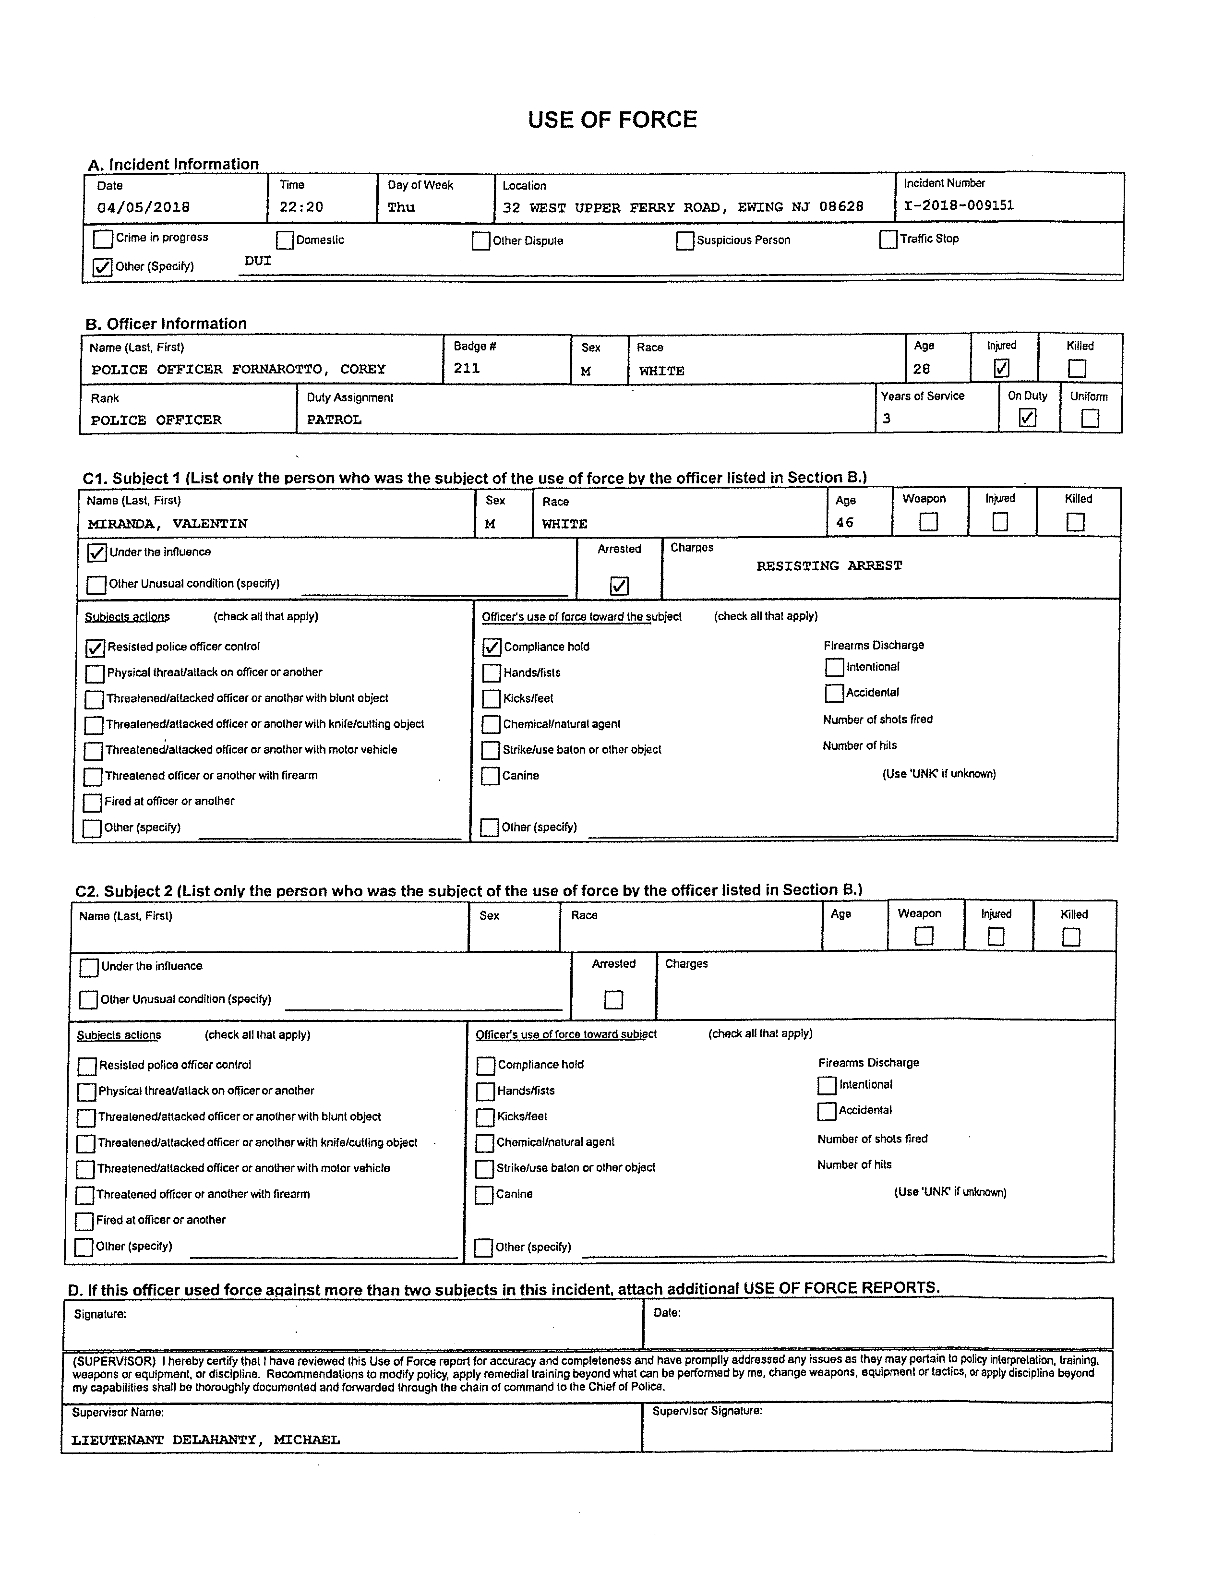 USE OF FORCE
A. Incident Information
Date Time Day of Week Location Incident Number
04/05/2018 22:20 Thu 32 WEST UPPER FERRY ROAD, EWING NJ 08628 I-2018-009151
Crime in progress Domestic Other Dispute Suspicious Person Traffic Stop
Other (Specify) DUI
B. Officer Information
Name (Last, First) Badge # Sex Race Age Injured Killed
POLICE OFFICER FORNAROTTO, COREY 211 M WHITE 28
Rank Duty Assignment Years of Service On Duty Uniform
POLICE OFFICER PATROL 3
C1. Subject 1 (List only the person who was the subject of the use of force by the officer listed in Section B.)
Name (Last, First) Sex Race Age Weapon Injured Killed
MIRANDA, VALENTIN M WHITE 46
Under the influence Arrested Charges
RESISTING ARREST
Other Unusual condition (specify)
Subjects actions (check all that apply) Officer's use of force toward the subject (check all that apply)
Resisted police officer control Compliance hold Firearms Discharge
Physical threat/attack on officer or another Hands/fists Intentional
Threatened/attacked officer or another with blunt object Kicks/feet Accidental
Threatened/attacked officer or another with knife/cutting object Chemical/natural agent Number of shots fired
Threatened/attacked officer or another with motor vehicle Strike/use baton or other object Number of hits
Threatened officer or another with firearm Canine (Use 'UNK' if unknown)
Fired at officer or another
Other (specify) Other (specify)
C2. Subject 2 (List only the person who was the subject of the use of force by the officer listed in Section B.)
Name (Last, First) Sex Race Age Weapon Injured Killed
Under the influence Arrested Charges
Other Unusual condition (specify)
Subjects actions (check all that apply) Officer's use of force toward subject (check all that apply)
Resisted police officer control Compliance hold Firearms Discharge
Physical threat/attack on officer or another Hands/fists Intentional
Threatened/attacked officer or another with blunt object Kicks/feet Accidental
Threatened/attacked officer or another with knife/cutting object Chemical/natural agent Number of shots fired
Threatened/attacked officer or another with motor vehicle Strike/use baton or other object Number of hits
Threatened officer or another with firearm Canine (Use 'UNK' if unknown)
Fired at officer or another
Other (specify) Other (specify)
D. If this officer used force against more than two subjects in this incident, attach additional USE OF FORCE REPORTS.
Signature: Date:
(SUPERVISOR) I hereby certify that I have reviewed this Use of Force report for accuracy and completeness and have promptly addressed any issues as they may pertain to policy interpretation, training,
weapons or equipment, or discipline. Recommendations to modify policy, apply remedial training beyond what can be performed by me, change weapons, equipment or tactics, or apply discipline beyond
my capabilities shall be thoroughly documented and forwarded through the chain of command to the Chief of Police.
Supervisor Name: Supervisor Signature:
LIEUTENANT DELAHANTY, MICHAEL